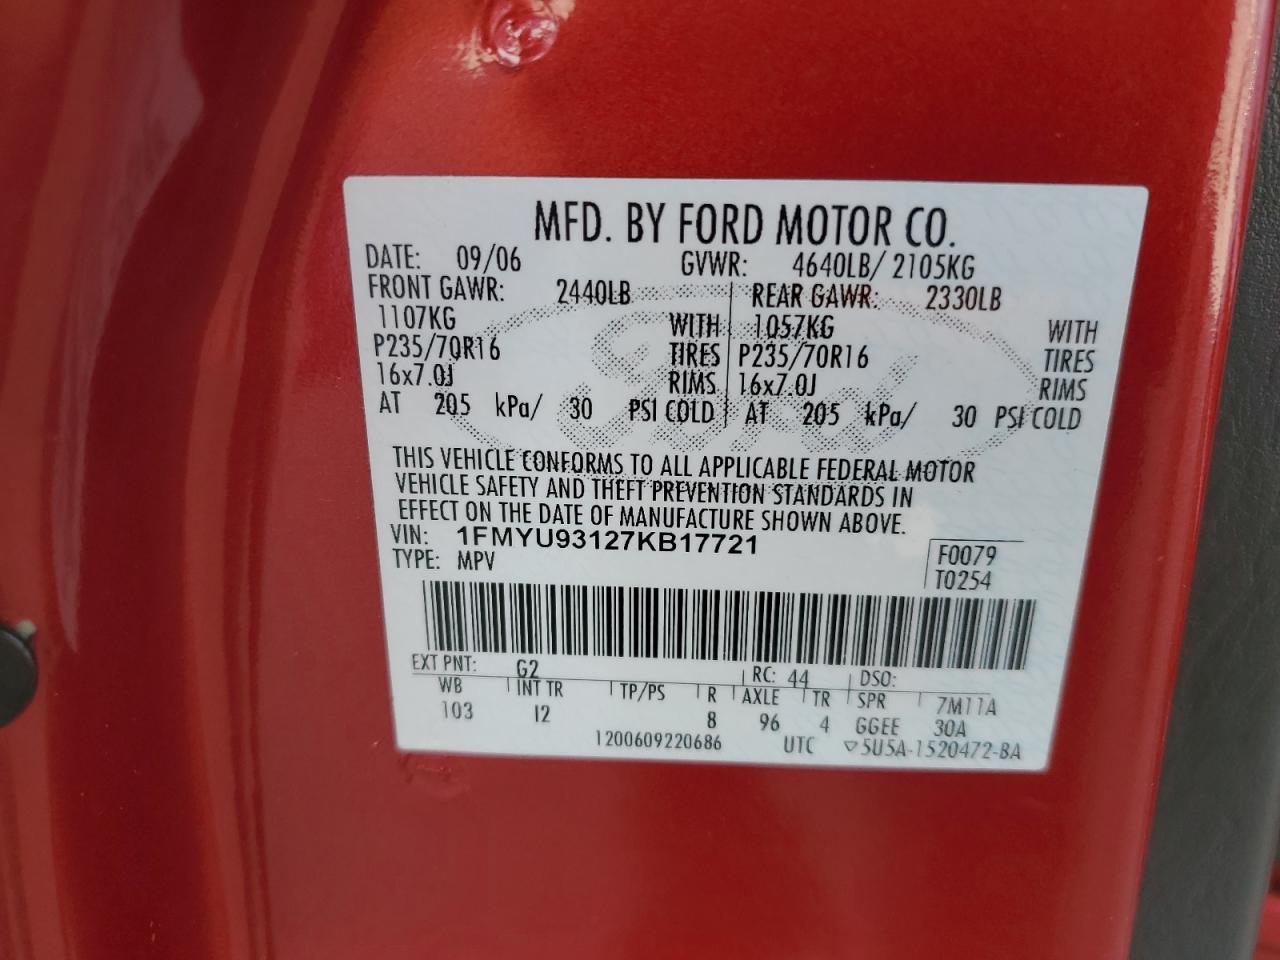 MFD. BY FORD MOTOR CO.
DATE: 09/06 GVWR: 4640LB/ 2105KG
FRONT GAWR: 2440LB REAR GAWR: 2330LB
1107KG WITH 1057KG WITH
P235/70R16 TIRES P235/70R16 TIRES
16x7.0J RIMS 16x7.0J RIMS
AT 205 kPa/ 30 PSI COLD AT 205 kPa/ 30 PSI COLD
THIS VEHICLE CONFORMS TO ALL APPLICABLE FEDERAL MOTOR
VEHICLE SAFETY AND THEFT PREVENTION STANDARDS IN
EFFECT ON THE DATE OF MANUFACTURE SHOWN ABOVE.
VIN: 1FMYU93127KB17721 F0079
TYPE: MPV T0254
EXT PNT: G2 RC: 44 DSO:
WB INT TR TP/PS R AXLE TR SPR 7M11A
103 I2 8 96 4 GGEE 30A
1200609220686 UTC ▽5U5A-1520472-BA
Ford